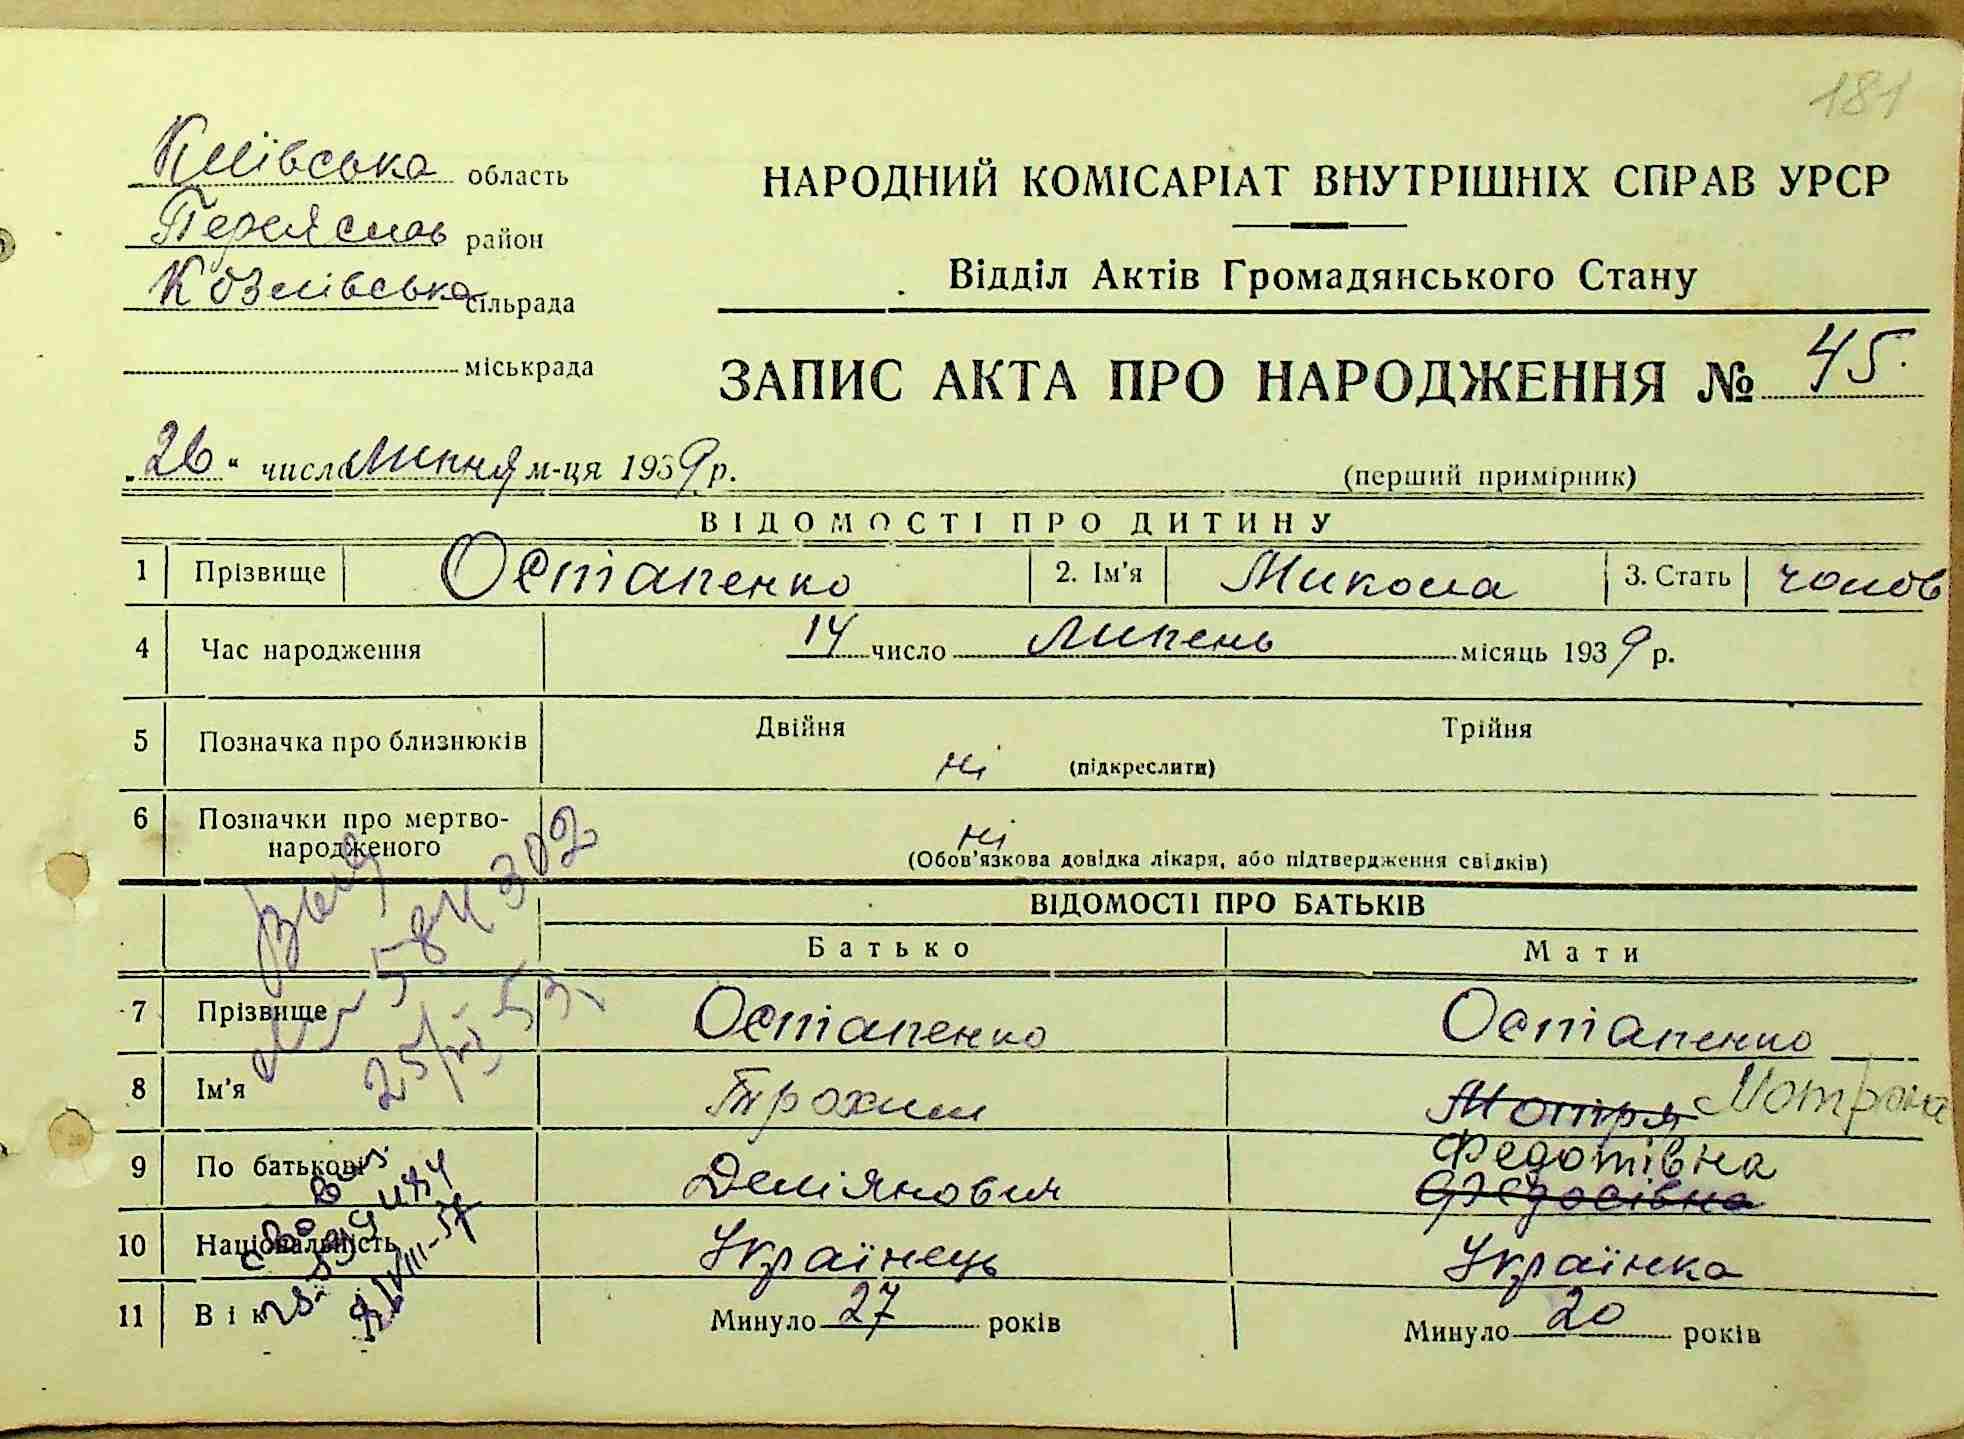 181
Київська область
Переяслов район
Козлівська сільрада
міськрада
НАРОДНИЙ КОМІСАРІАТ ВНУТРІШНІХ СПРАВ УРСР
Відділ Актів Громадянського Стану
ЗАПИС АКТА ПРО НАРОДЖЕННЯ № 45.
„26“ числа липня м-ця 1939 р.
(перший примірник)
ВІДОМОСТІ ПРО ДИТИНУ
1 Прізвище Остапенко 2. Ім'я Микола 3. Стать чолов
4 Час народження 14 число Липень місяць 1939 р.
5 Позначка про близнюків Двійня Трійня
ні (підкреслити)
6 Позначки про мертво-
народженого ні
(Обов'язкова довідка лікаря, або підтвердження свідків)
ВІДОМОСТІ ПРО БАТЬКІВ
Батько Мати
7 Прізвище Остапенко Остапенко
8 Ім'я Трохим Мотря Мотрона
9 По батькові Демянович Федотівна
Федосівна
10 Національність Українець Українка
11 Вік Минуло 27 років Минуло 20 років